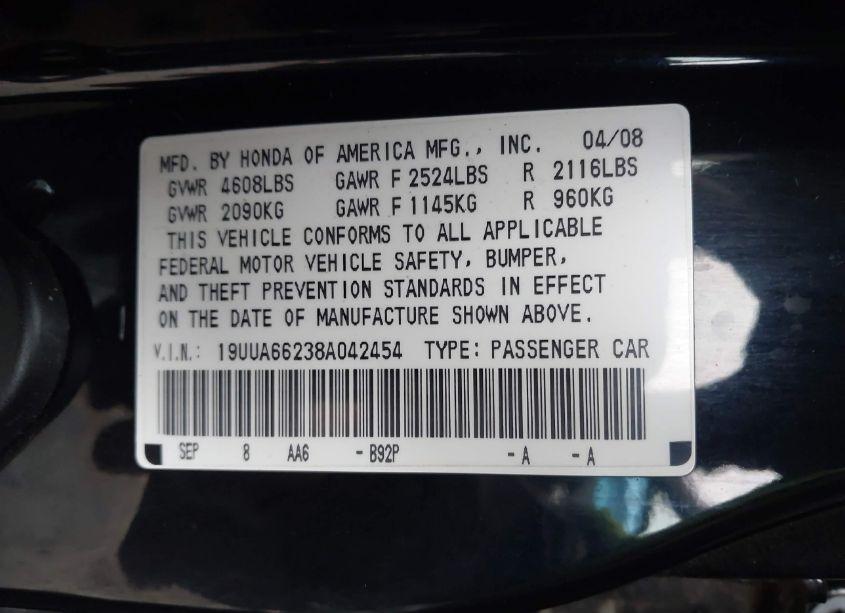 MFD. BY HONDA OF AMERICA MFG., INC. 04/08
GVWR 4608LBS GAWR F 2524LBS R 2116LBS
GVWR 2090KG GAWR F 1145KG R 960KG
THIS VEHICLE CONFORMS TO ALL APPLICABLE
FEDERAL MOTOR VEHICLE SAFETY, BUMPER,
AND THEFT PREVENTION STANDARDS IN EFFECT
ON THE DATE OF MANUFACTURE SHOWN ABOVE.
V.I.N.: 19UUA66238A042454 TYPE: PASSENGER CAR
SEP 8 AA6 - B92P - A - A